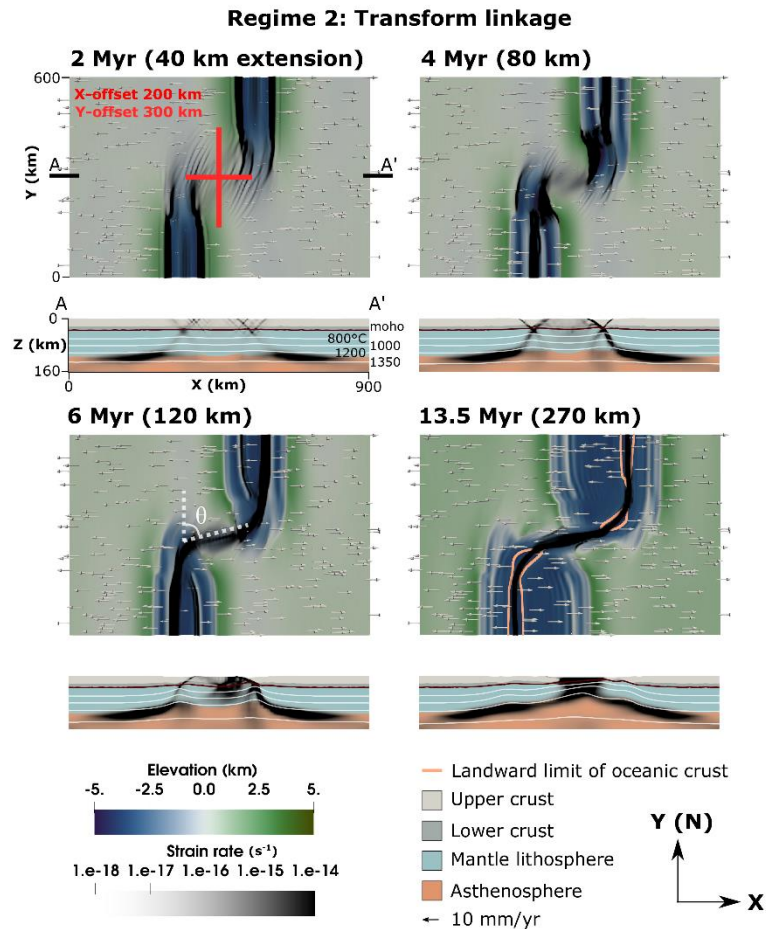 Regime 2: Transform linkage
2 Myr (40 km extension)
4 Myr (80 km)
600
X-offset 200 km
Y-offset 300 km
A
A'
Y (km)
0
A
A'
0
moho
Z (km)
800°C
1000
1200
1350
160
0
X (km)
900
6 Myr (120 km)
13.5 Myr (270 km)
θ
Elevation (km)
-5. -2.5 0.0 2.5 5.
Strain rate (s⁻¹)
1.e-18 1.e-17 1.e-16 1.e-15 1.e-14
Landward limit of oceanic crust
Upper crust
Lower crust
Mantle lithosphere
Asthenosphere
10 mm/yr
Y (N)
X